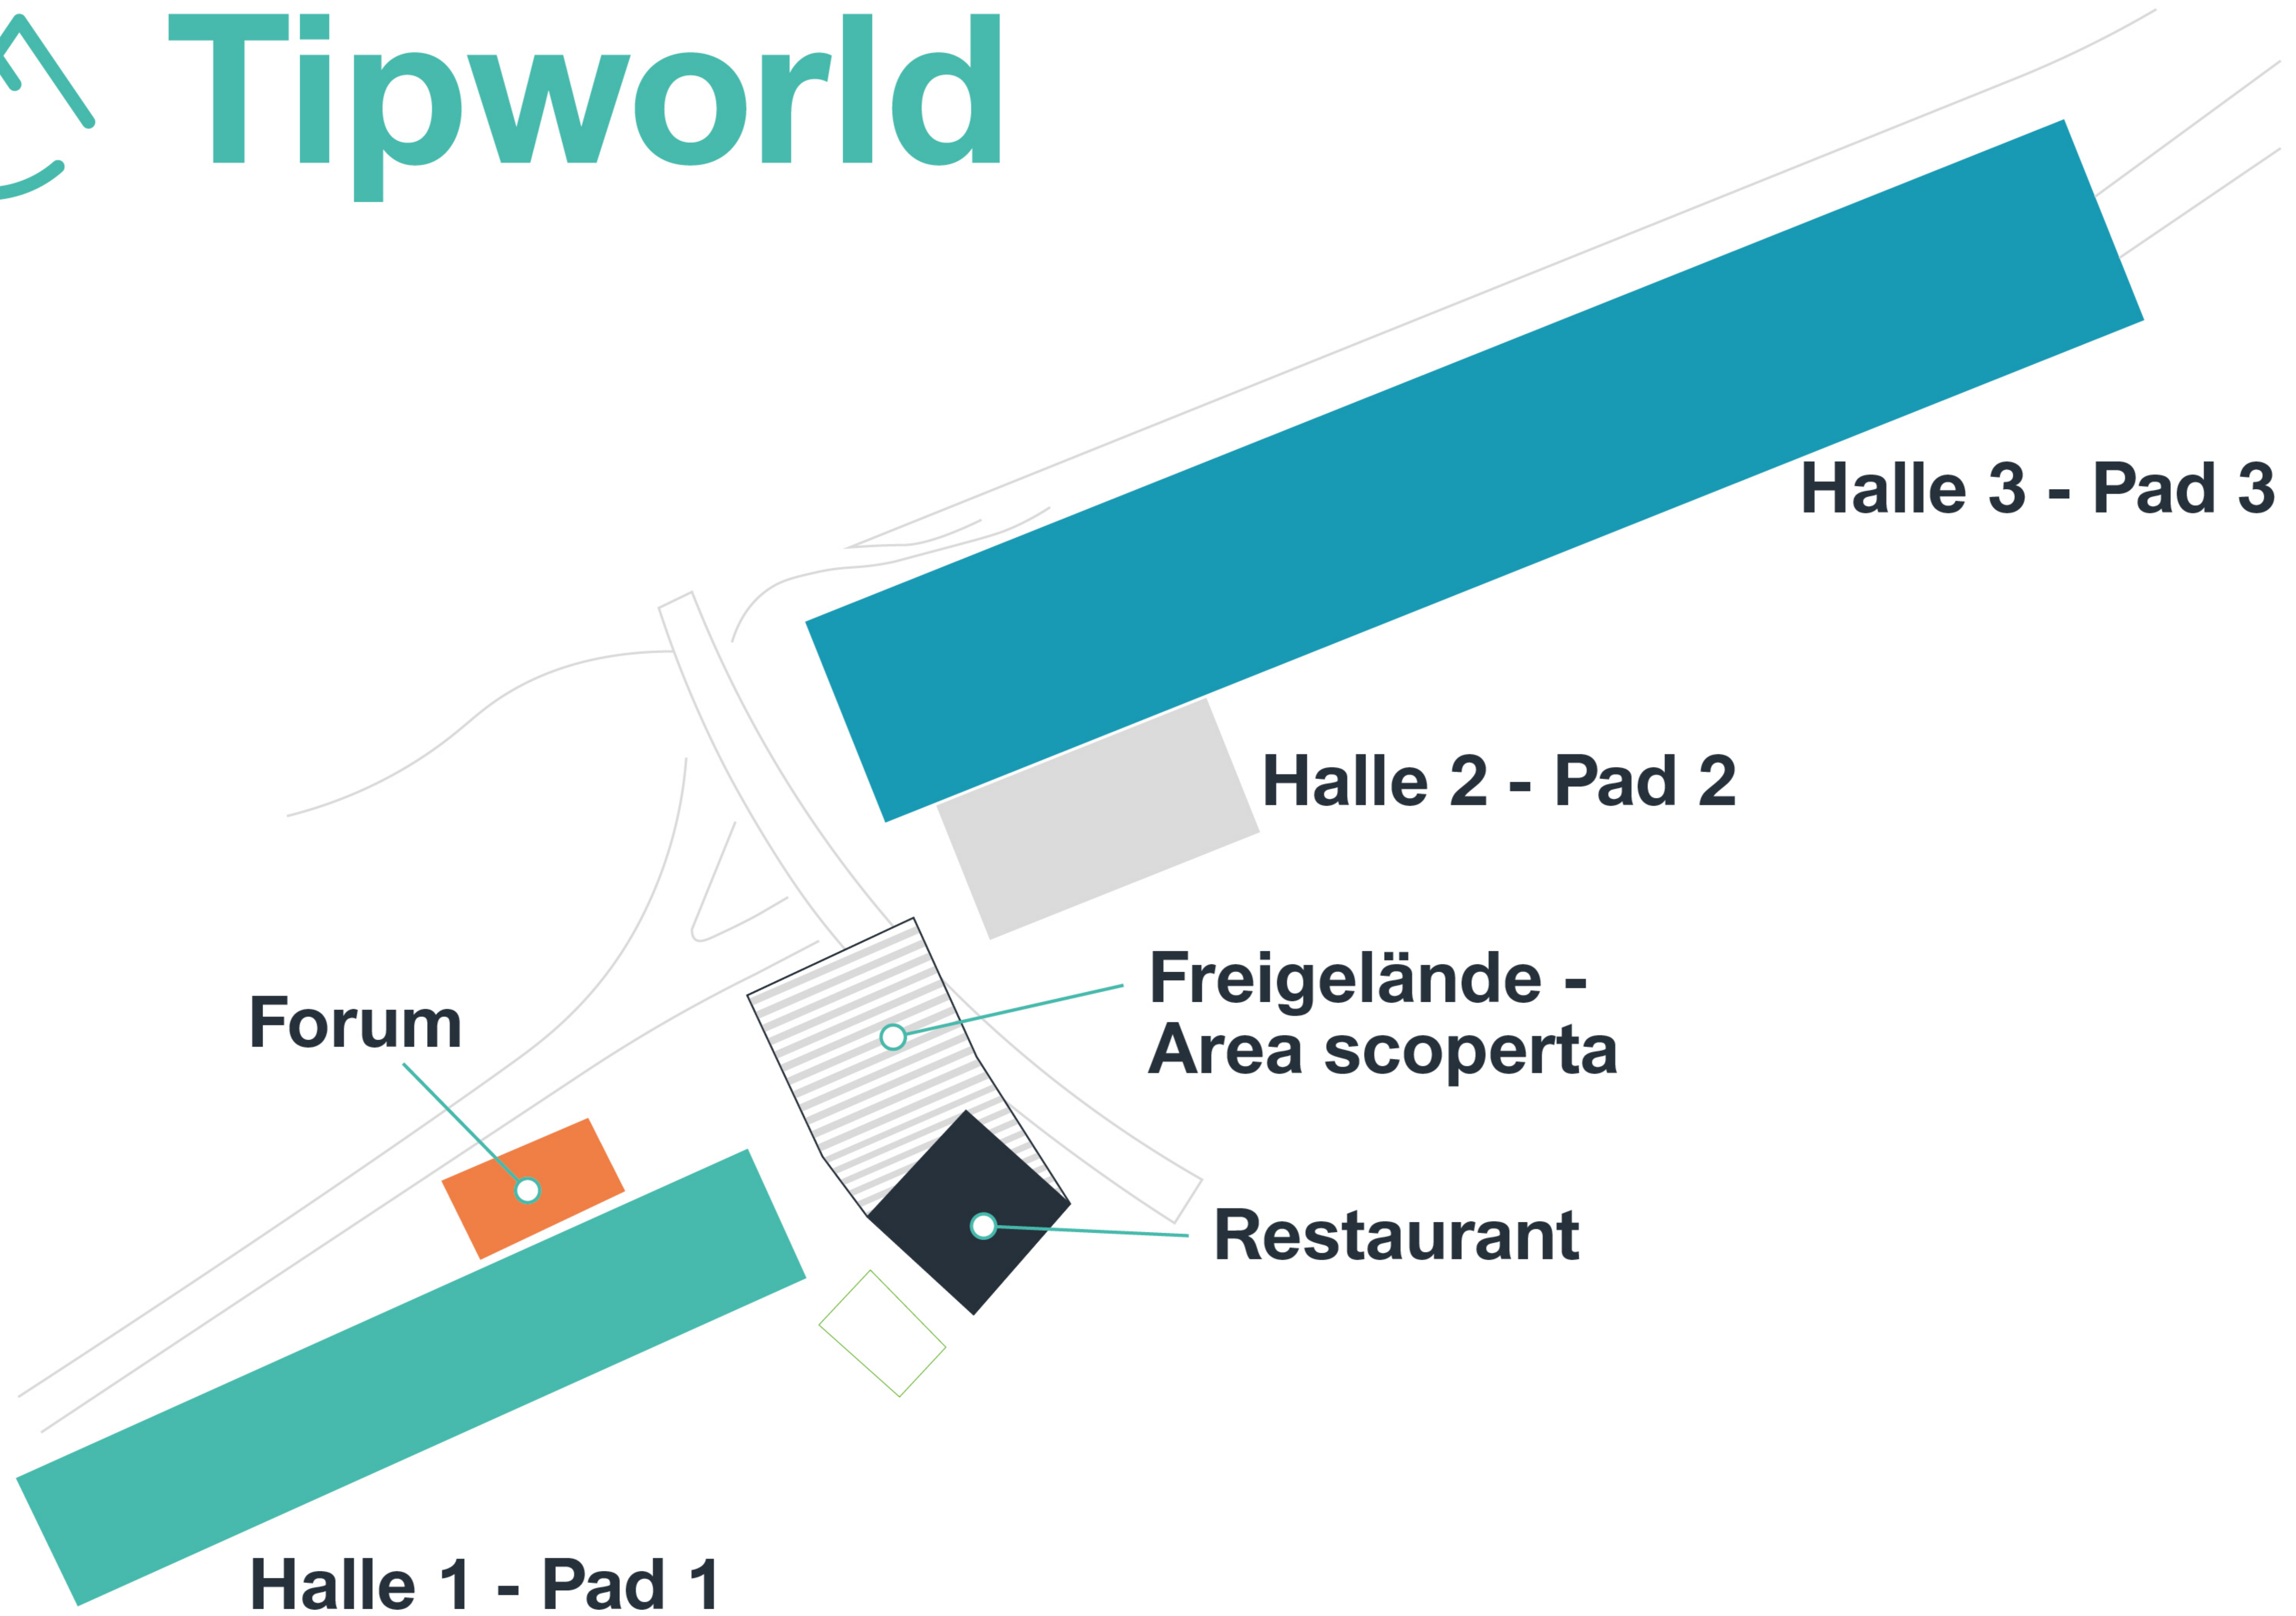 Tipworld
Halle 3 - Pad 3
Halle 2 - Pad 2
Freigelände -
Area scoperta
Forum
Restaurant
Halle 1 - Pad 1